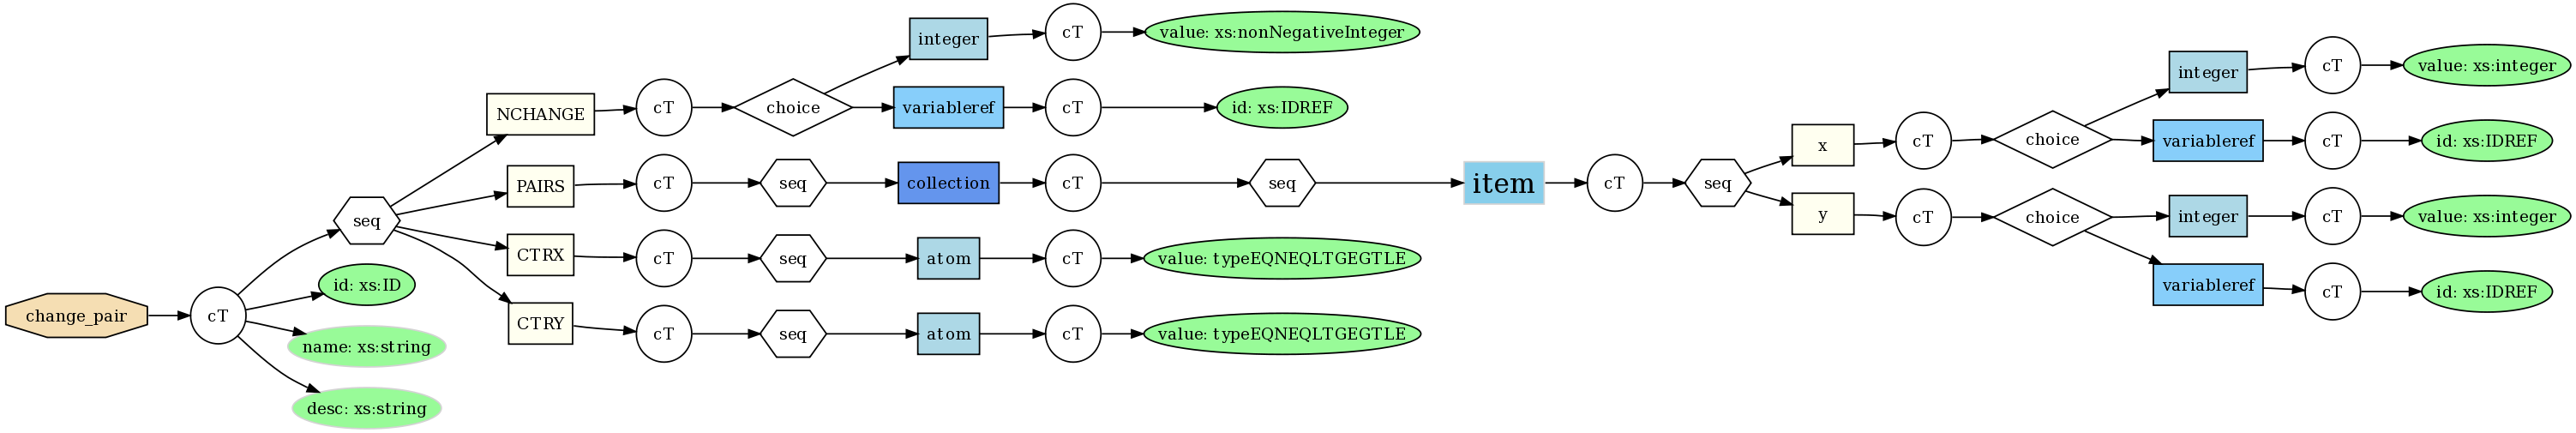 change_pair
cT
seq
id: xs:ID
name: xs:string
desc: xs:string
NCHANGE
cT
choice
integer
cT
value: xs:nonNegativeInteger
variableref
cT
id: xs:IDREF
PAIRS
cT
seq
collection
cT
seq
item
cT
seq
x
cT
choice
integer
cT
value: xs:integer
variableref
cT
id: xs:IDREF
y
cT
choice
integer
cT
value: xs:integer
variableref
cT
id: xs:IDREF
CTRX
cT
seq
atom
cT
value: typeEQNEQLTGEGTLE
CTRY
cT
seq
atom
cT
value: typeEQNEQLTGEGTLE